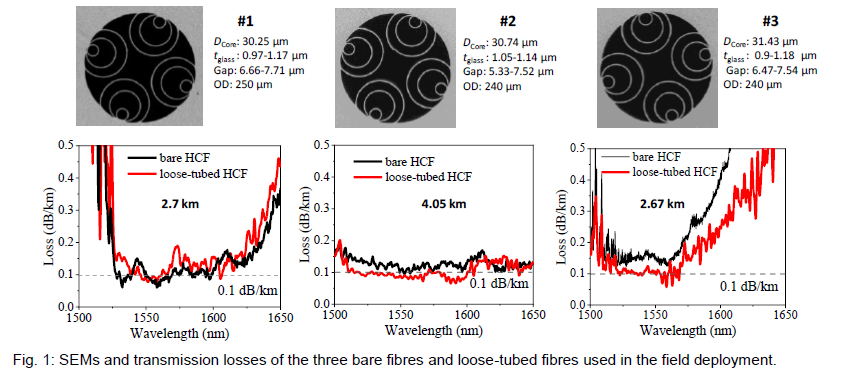 #1
D_Core: 30.25 µm
t_glass: 0.97-1.17 µm
Gap: 6.66-7.71 µm
OD: 250 µm
#2
D_Core: 30.74 µm
t_glass: 1.05-1.14 µm
Gap: 5.33-7.52 µm
OD: 240 µm
#3
D_Core: 31.43 µm
t_glass: 0.9-1.18 µm
Gap: 6.47-7.54 µm
OD: 240 µm
Loss (dB/km)
0.5
0.4
0.3
0.2
0.1
0.0
bare HCF
loose-tubed HCF
2.7 km
0.1 dB/km
1500 1550 1600 1650
Wavelength (nm)
Loss (dB/km)
0.5
0.4
0.3
0.2
0.1
0.0
bare HCF
loose-tubed HCF
4.05 km
0.1 dB/km
1500 1550 1600 1650
Wavelength (nm)
Loss (dB/km)
0.5
0.4
0.3
0.2
0.1
0.0
bare HCF
loose-tubed HCF
2.67 km
0.1 dB/km
1500 1550 1600 1650
Wavelength (nm)
Fig. 1: SEMs and transmission losses of the three bare fibres and loose-tubed fibres used in the field deployment.